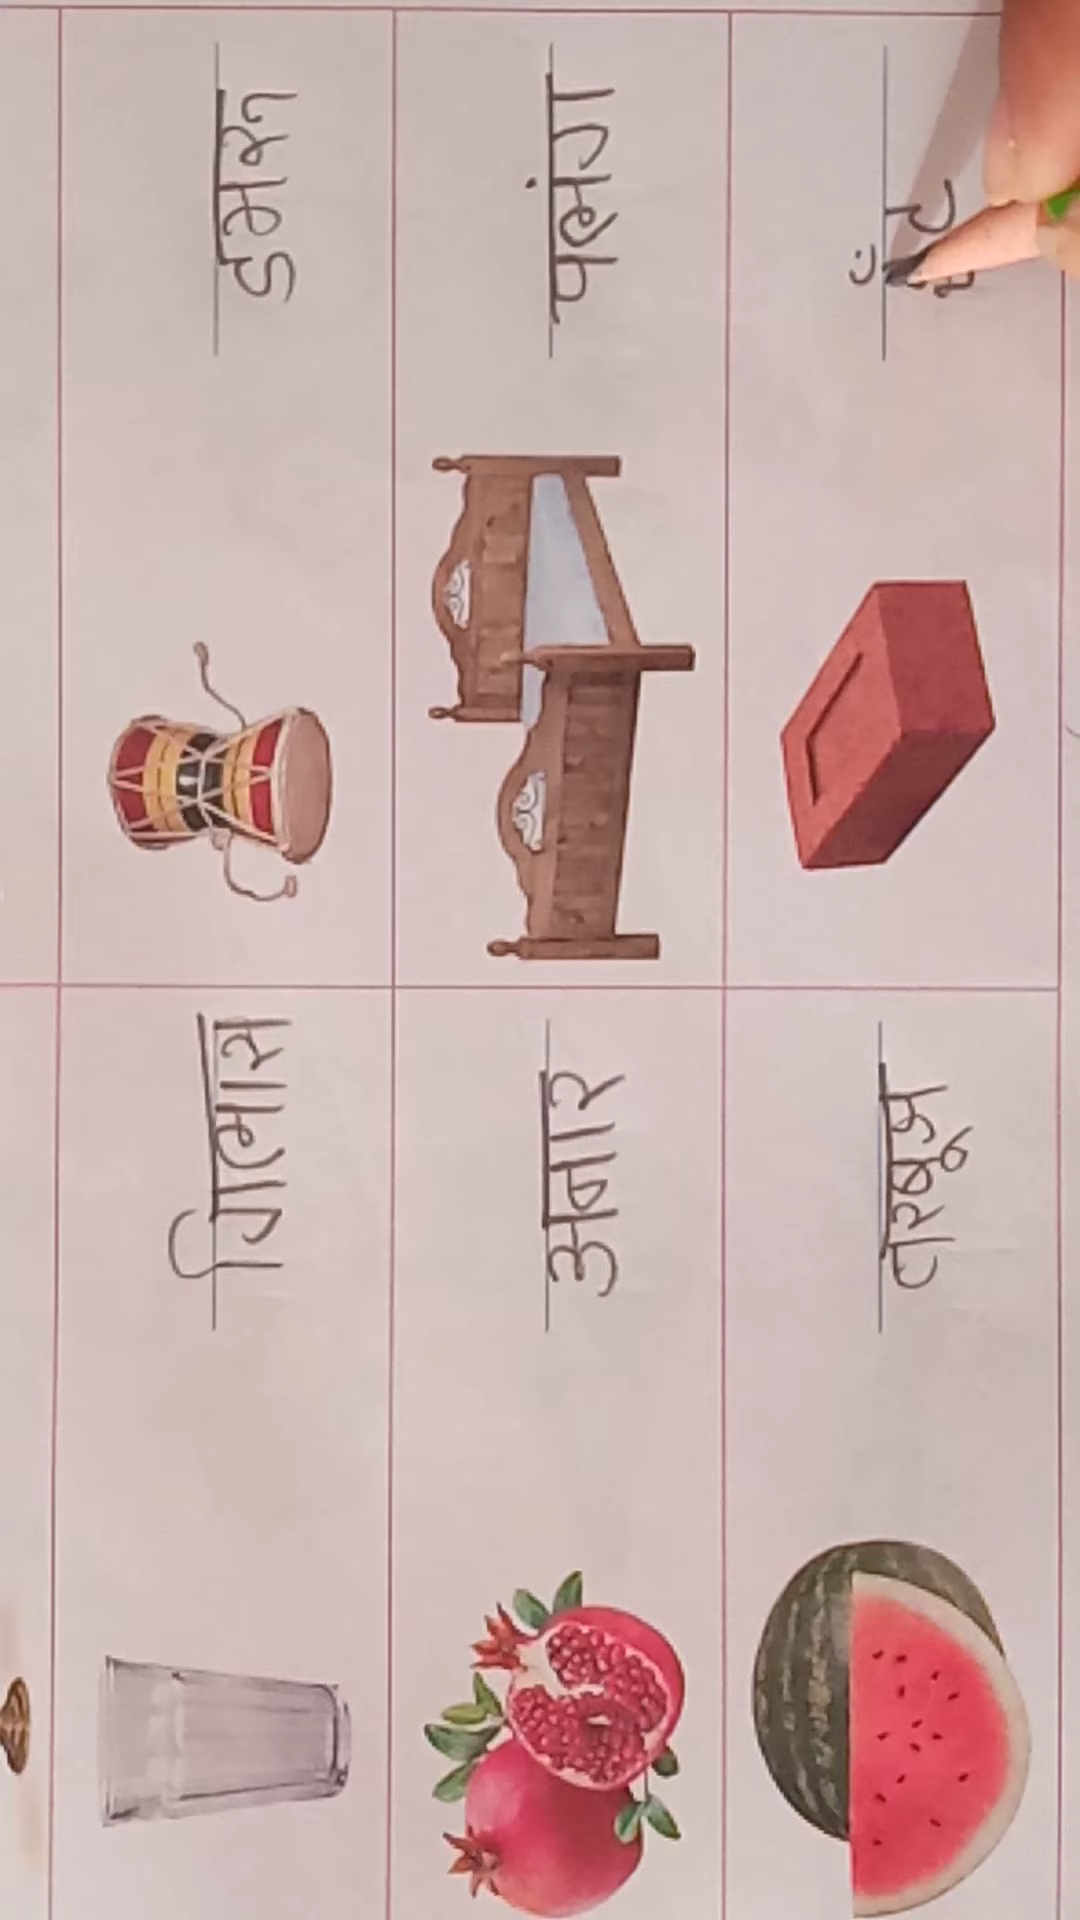 गिलास
डमरू
अनार
पलंग
तरबूज
ईंट